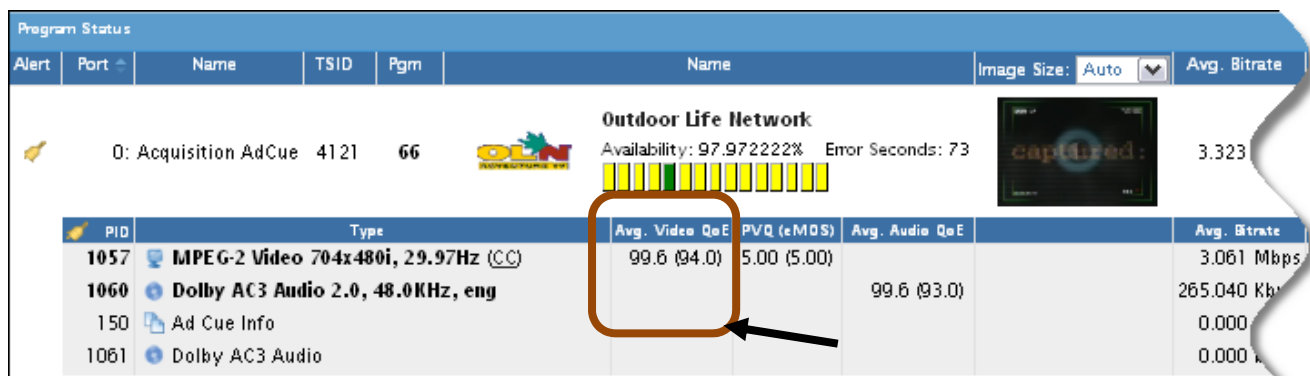 Program Status
Alert Port Name TSID Pgm Name Image Size: Auto Avg. Bitrate
Outdoor Life Network
0: Acquisition AdCue 4121 66 OLN Availability: 97.972222% Error Seconds: 73 captured: 3.323
PID Type Avg. Video QoE PVQ (eMOS) Avg. Audio QoE Avg. Bitrate
1057 MPEG-2 Video 704x480i, 29.97Hz (CC) 99.6 (94.0) 5.00 (5.00) 3.061 Mbps
1060 Dolby AC3 Audio 2.0, 48.0KHz, eng 99.6 (93.0) 265.040
150 Ad Cue Info 0.000
1061 Dolby AC3 Audio 0.000